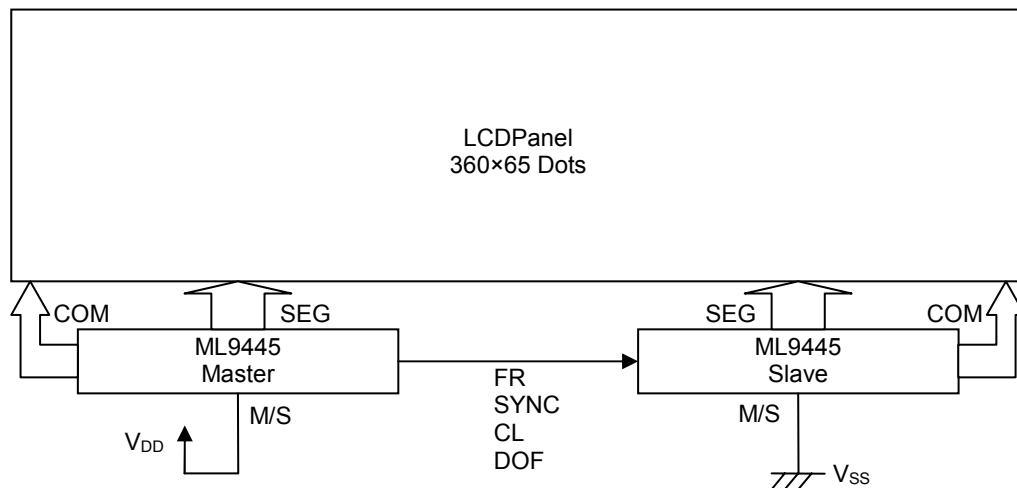 LCDPanel
360×65 Dots
COM
SEG
SEG
COM
ML9445
Master
ML9445
Slave
FR
SYNC
CL
DOF
M/S
M/S
VDD
VSS